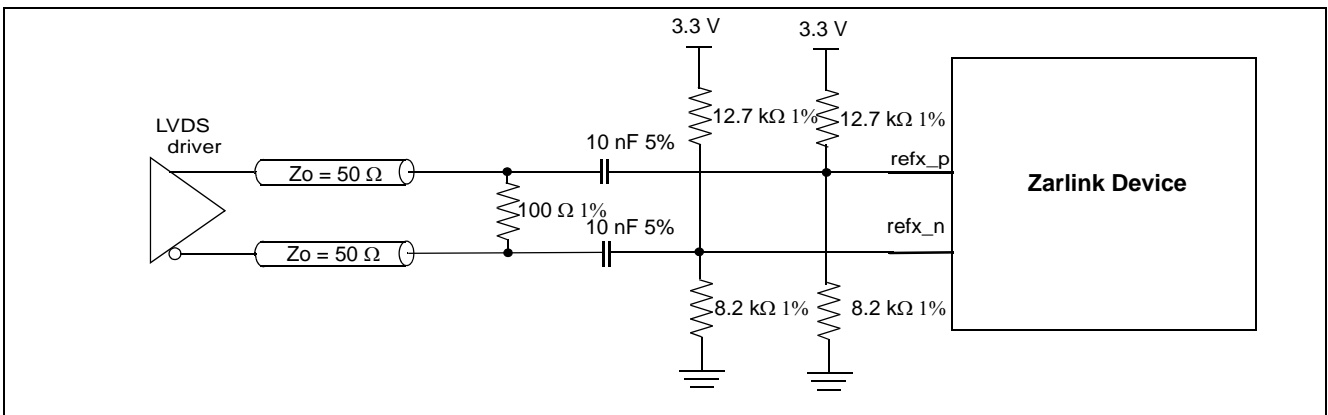 3.3 V
3.3 V
12.7 kΩ 1%
12.7 kΩ 1%
LVDS
driver
10 nF 5%
Zo = 50 Ω
refx_p
Zarlink Device
100 Ω 1%
10 nF 5%
refx_n
Zo = 50 Ω
8.2 kΩ 1%
8.2 kΩ 1%